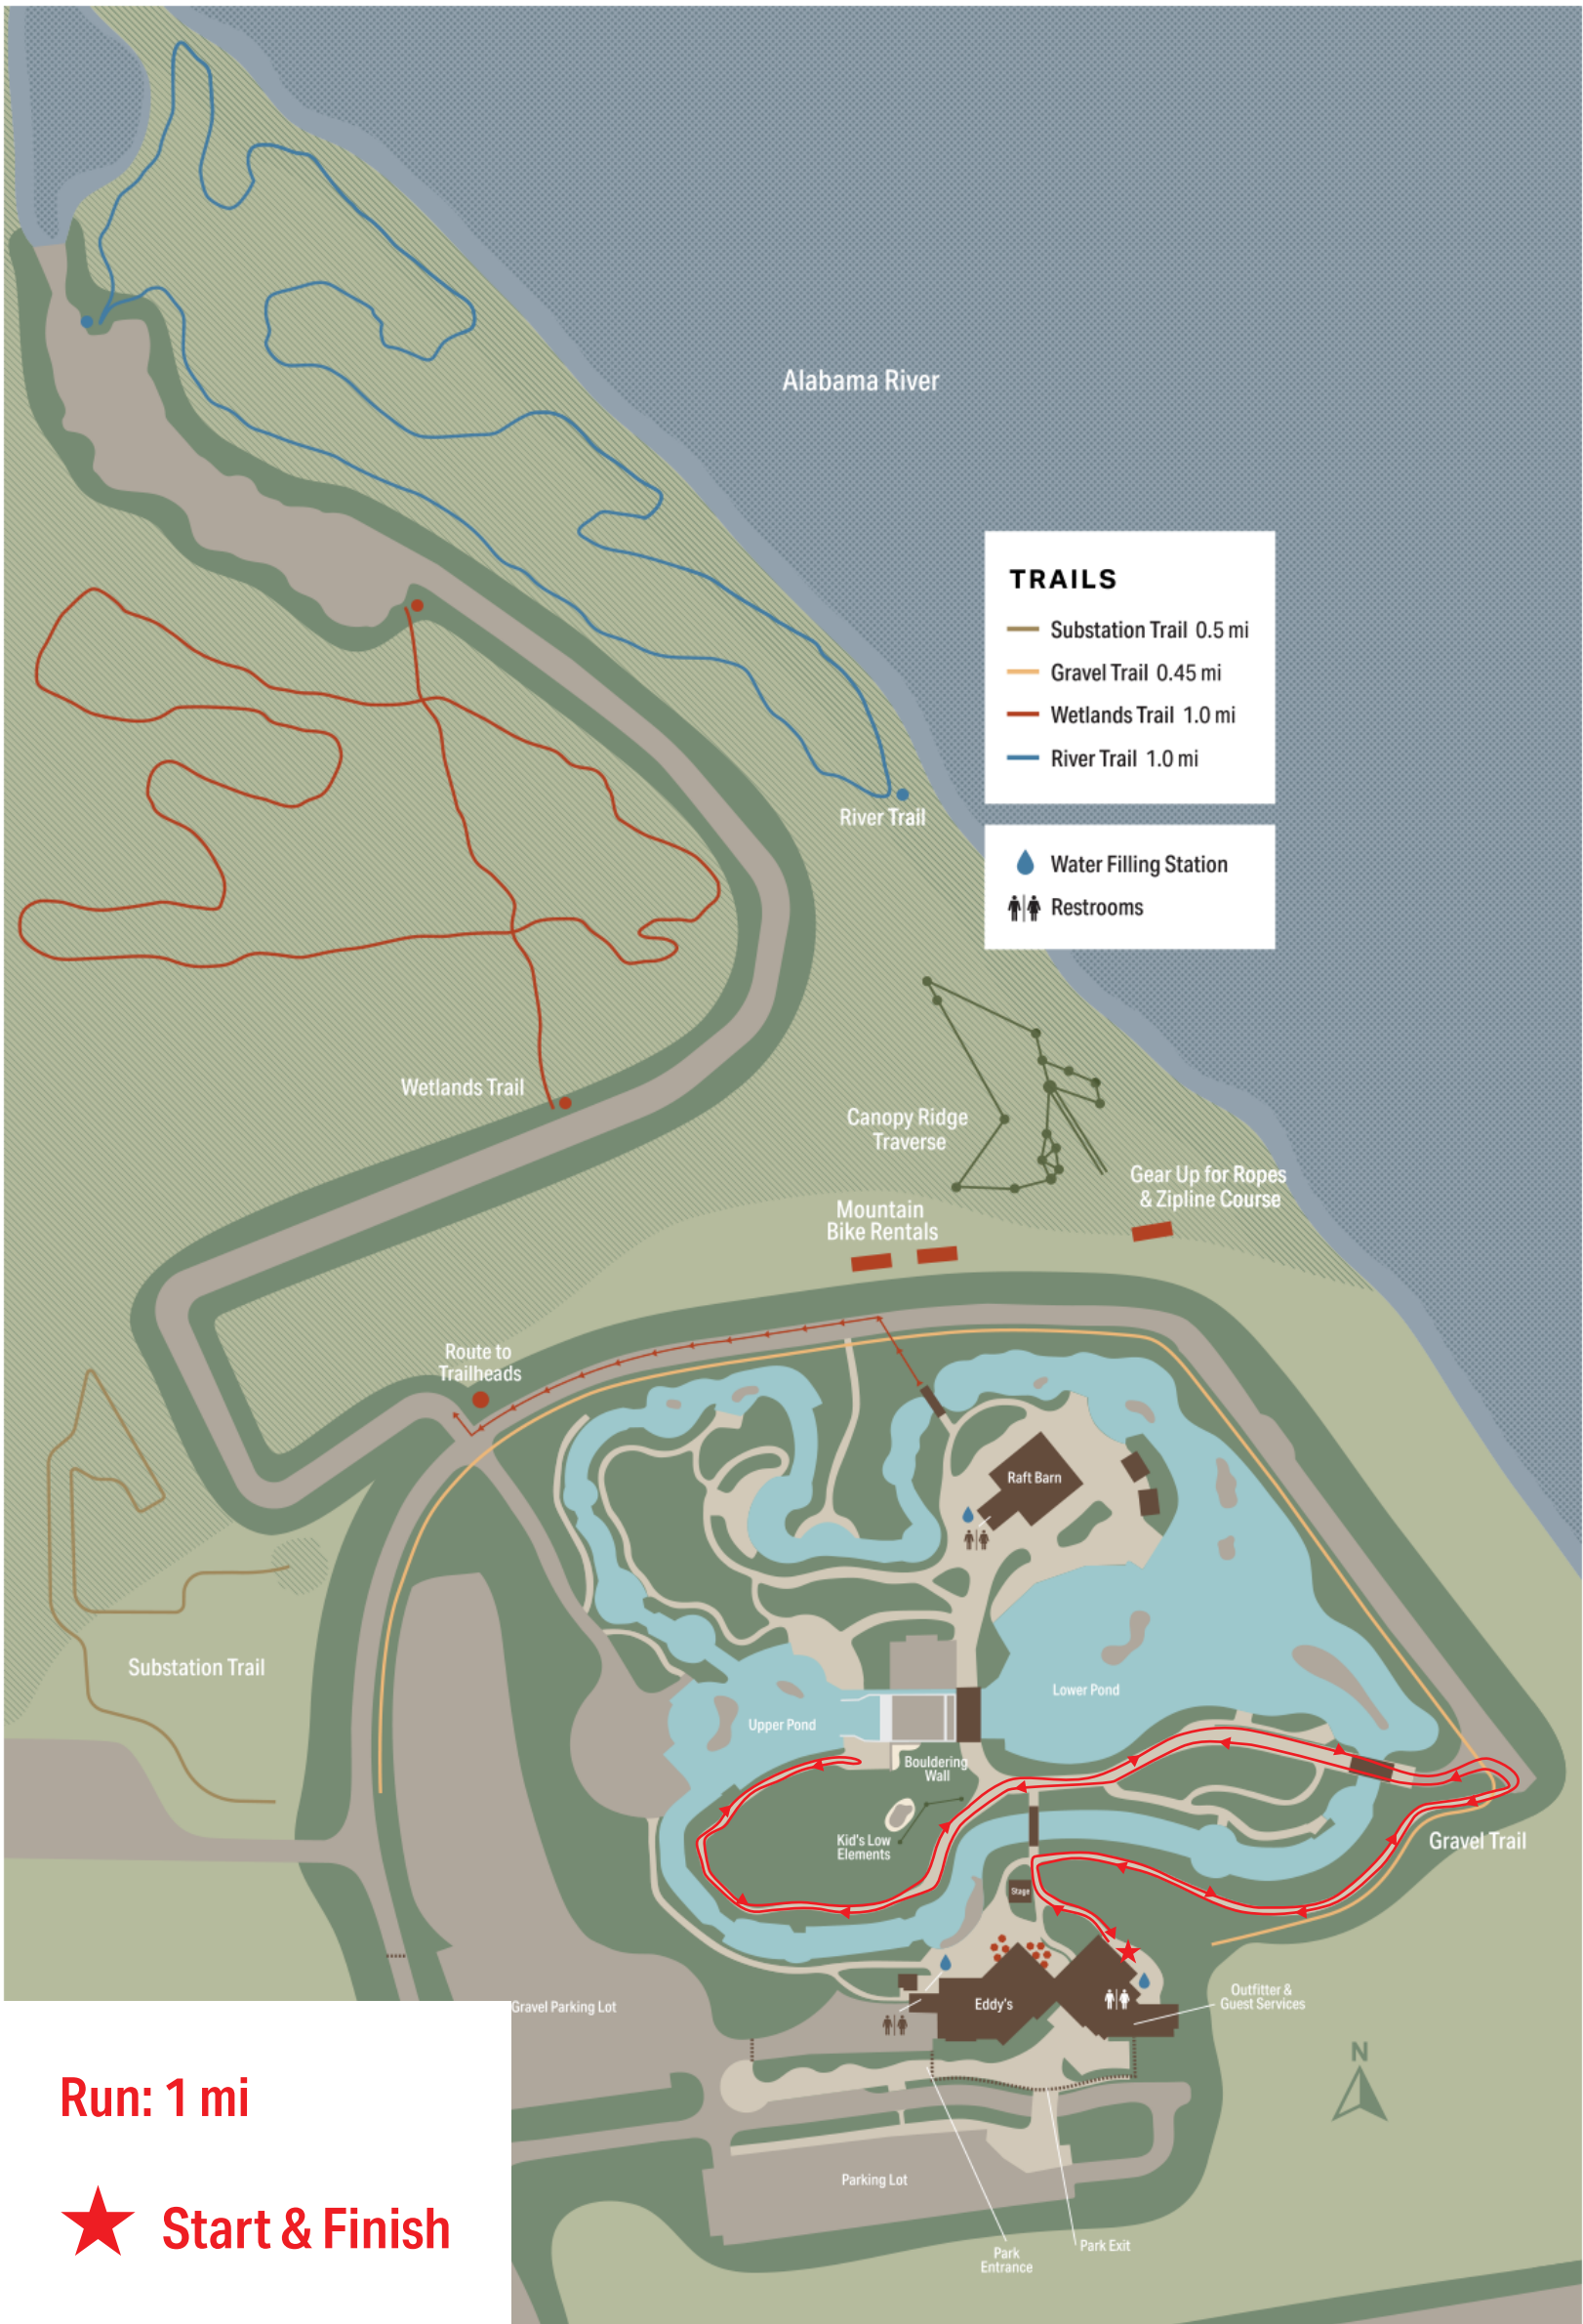 Alabama River
TRAILS
Substation Trail 0.5 mi
Gravel Trail 0.45 mi
Wetlands Trail 1.0 mi
River Trail 1.0 mi
River Trail
Water Filling Station
Restrooms
Wetlands Trail
Canopy Ridge
Traverse
Gear Up for Ropes
& Zipline Course
Mountain
Bike Rentals
Route to
Trailheads
Raft Barn
Substation Trail
Lower Pond
Upper Pond
Bouldering
Wall
Kid's Low
Elements
Gravel Trail
Stage
Eddy's
Outfitter &
Guest Services
Gravel Parking Lot
N
Run: 1 mi
Parking Lot
Start & Finish
Park Exit
Park
Entrance